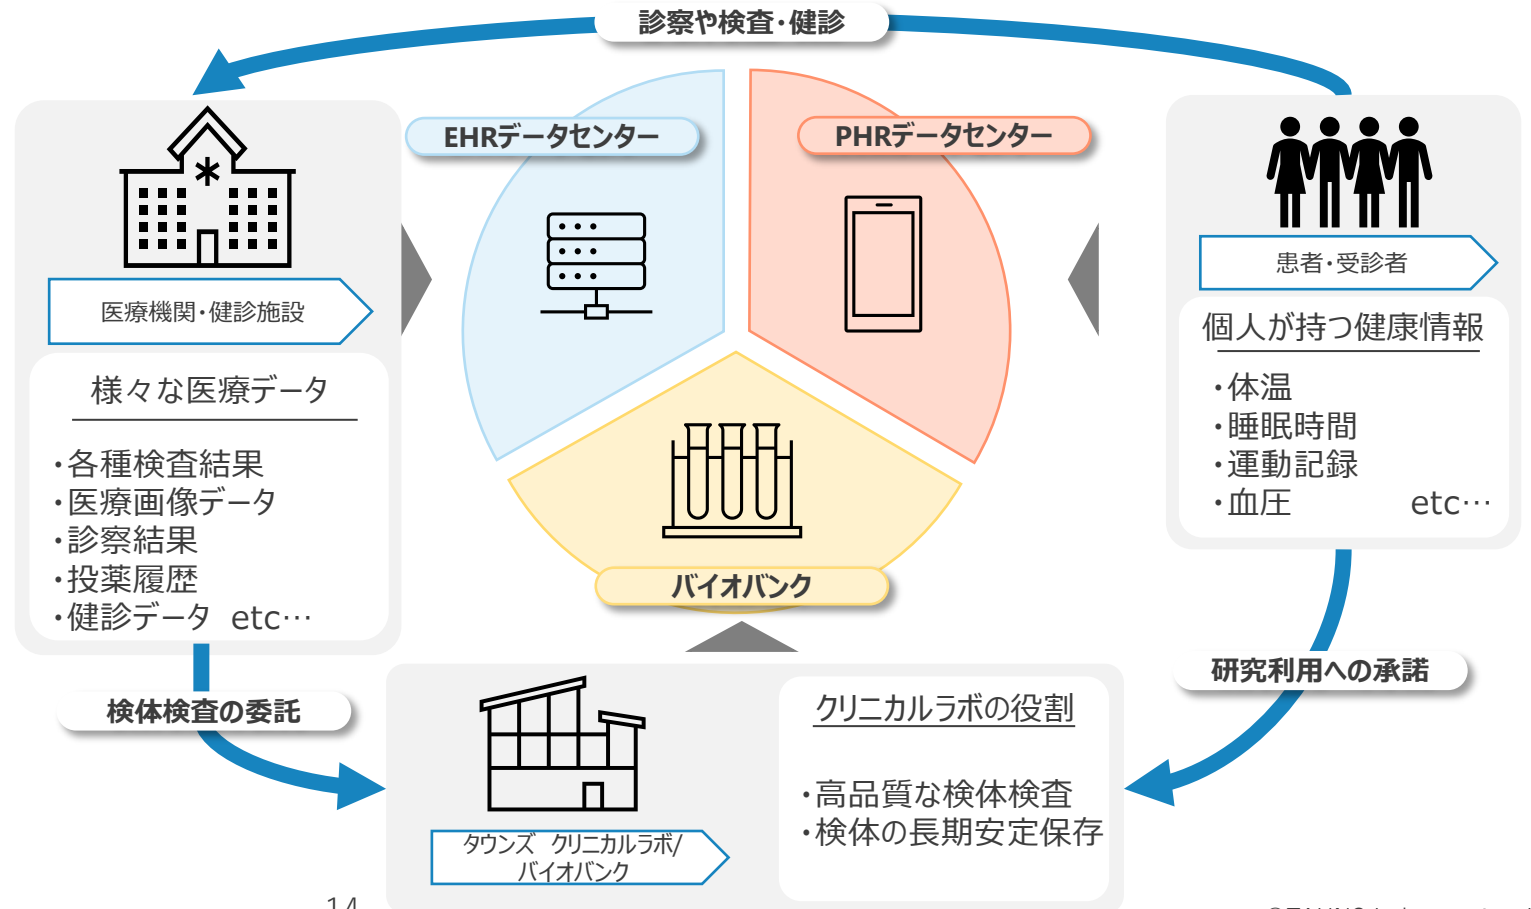 診察や検査・健診
EHRデータセンター
PHRデータセンター
医療機関・健診施設
様々な医療データ
・各種検査結果
・医療画像データ
・診察結果
・投薬履歴
・健診データ etc…
患者・受診者
個人が持つ健康情報
・体温
・睡眠時間
・運動記録
・血圧 etc…
バイオバンク
検体検査の委託
研究利用への承諾
タウンズ クリニカルラボ/
バイオバンク
クリニカルラボの役割
・高品質な検体検査
・検体の長期安定保存
14